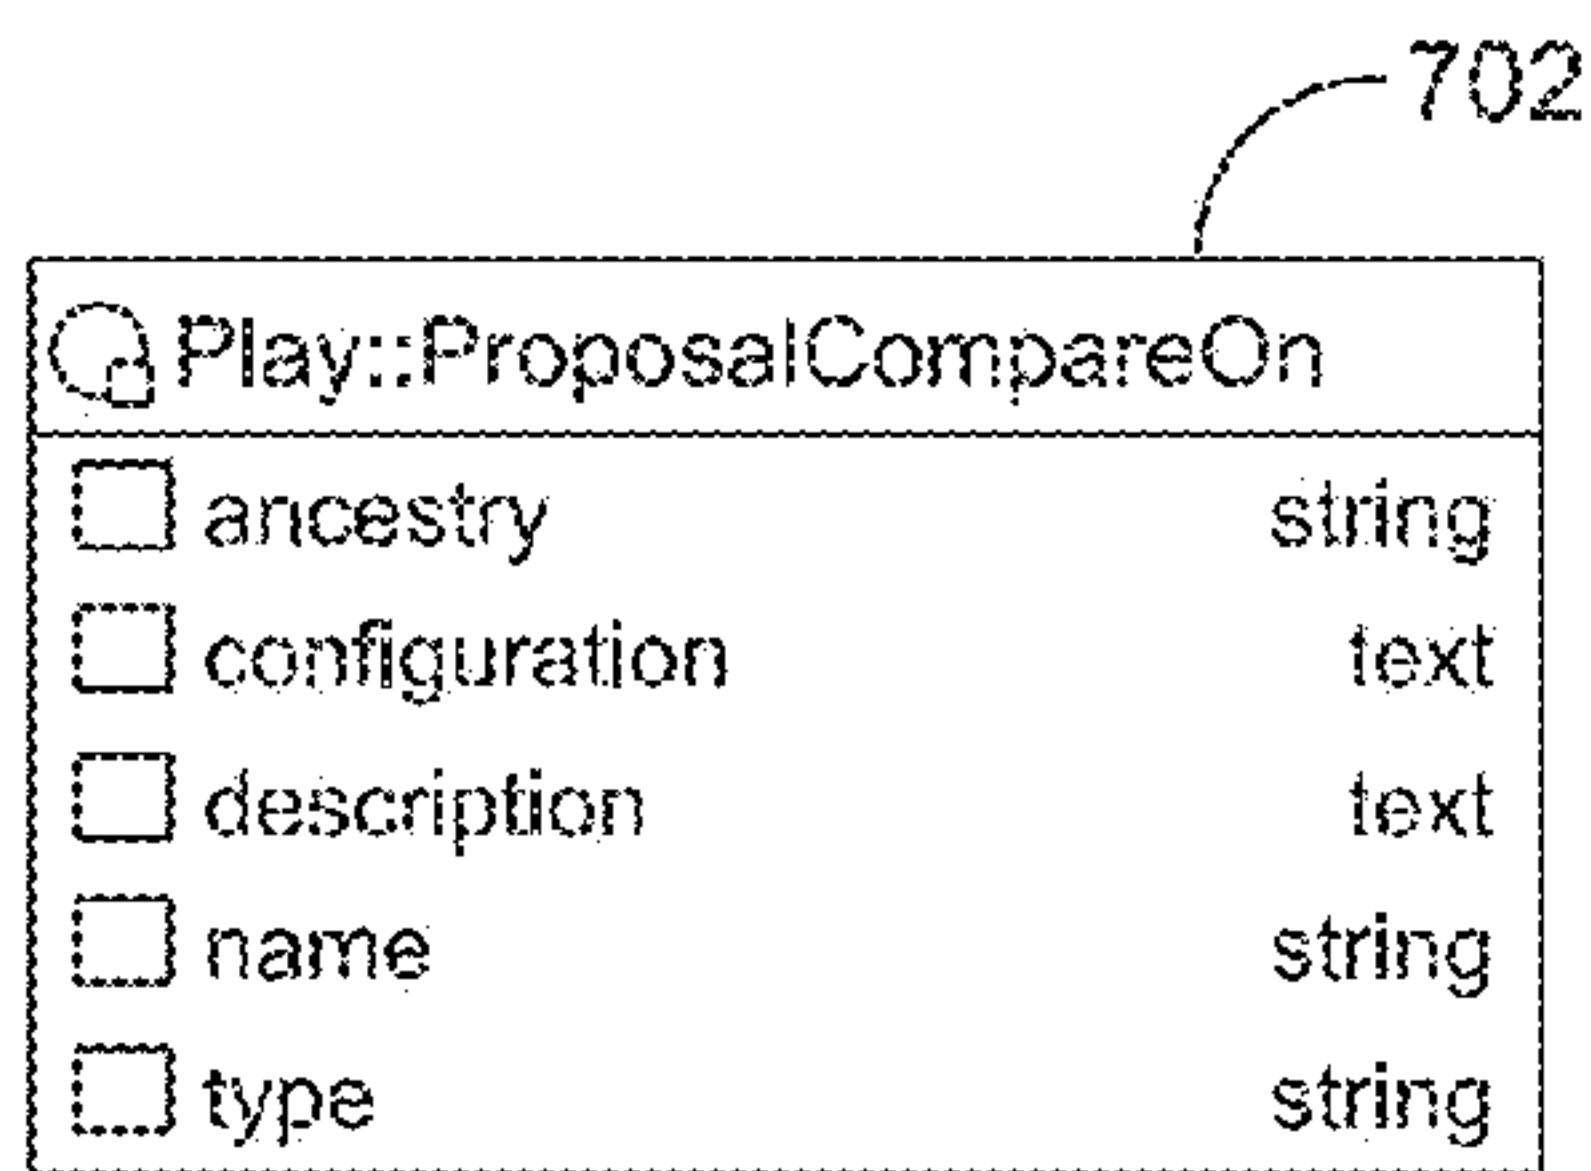 702
Play::ProposalCompareOn
ancestry string
configuration text
description text
name string
type string